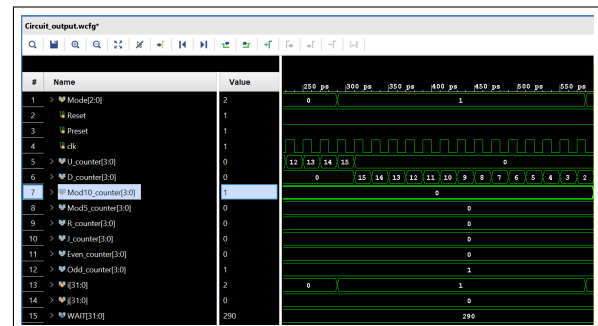 Circuit_output.wcfg*
# Name Value 250 ps 300 ps 350 ps 400 ps 450 ps 500 ps 550 ps
1 Mode[2:0] 2 0 1
2 Reset 1
3 Preset 1
4 clk 1
5 U_counter[3:0] 0 12 13 14 15 0
6 D_counter[3:0] 0 0 15 14 13 12 11 10 9 8 7 6 5 4 3 2
7 Mod10_counter[3:0] 1 0
8 Mod5_counter[3:0] 0 0
9 R_counter[3:0] 0 0
10 J_counter[3:0] 0 0
11 Even_counter[3:0] 0 0
12 Odd_counter[3:0] 1 1
13 i[31:0] 2 0 1
14 j[31:0] 0 0
15 WAIT[31:0] 290 290